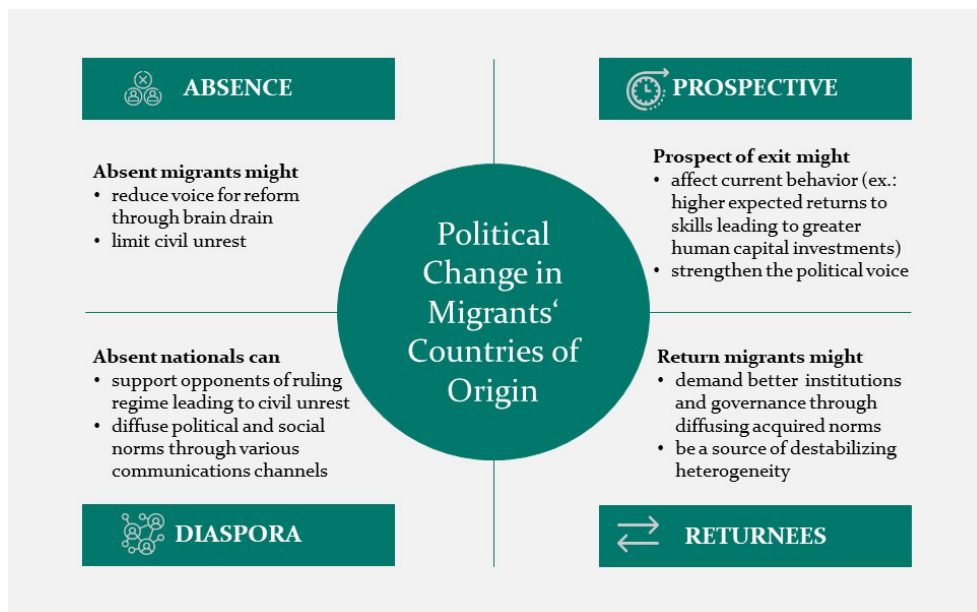 ABSENCE
Absent migrants might
• reduce voice for reform
through brain drain
• limit civil unrest
PROSPECTIVE
Prospect of exit might
• affect current behavior (ex.:
higher expected returns to
skills leading to greater
human capital investments)
• strengthen the political voice
Political
Change in
Migrants‘
Countries of
Origin
Absent nationals can
• support opponents of ruling
regime leading to civil unrest
• diffuse political and social
norms through various
communications channels
DIASPORA
Return migrants might
• demand better institutions
and governance through
diffusing acquired norms
• be a source of destabilizing
heterogeneity
RETURNEES